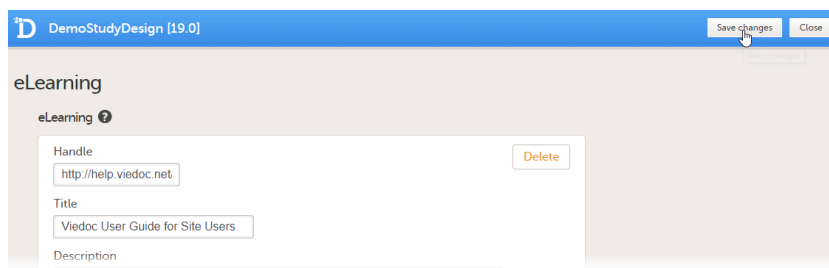 DemoStudyDesign [19.0]
Save changes
Close
eLearning
eLearning ?
Handle
Delete
http://help.viedoc.net/
Title
Viedoc User Guide for Site Users
Description